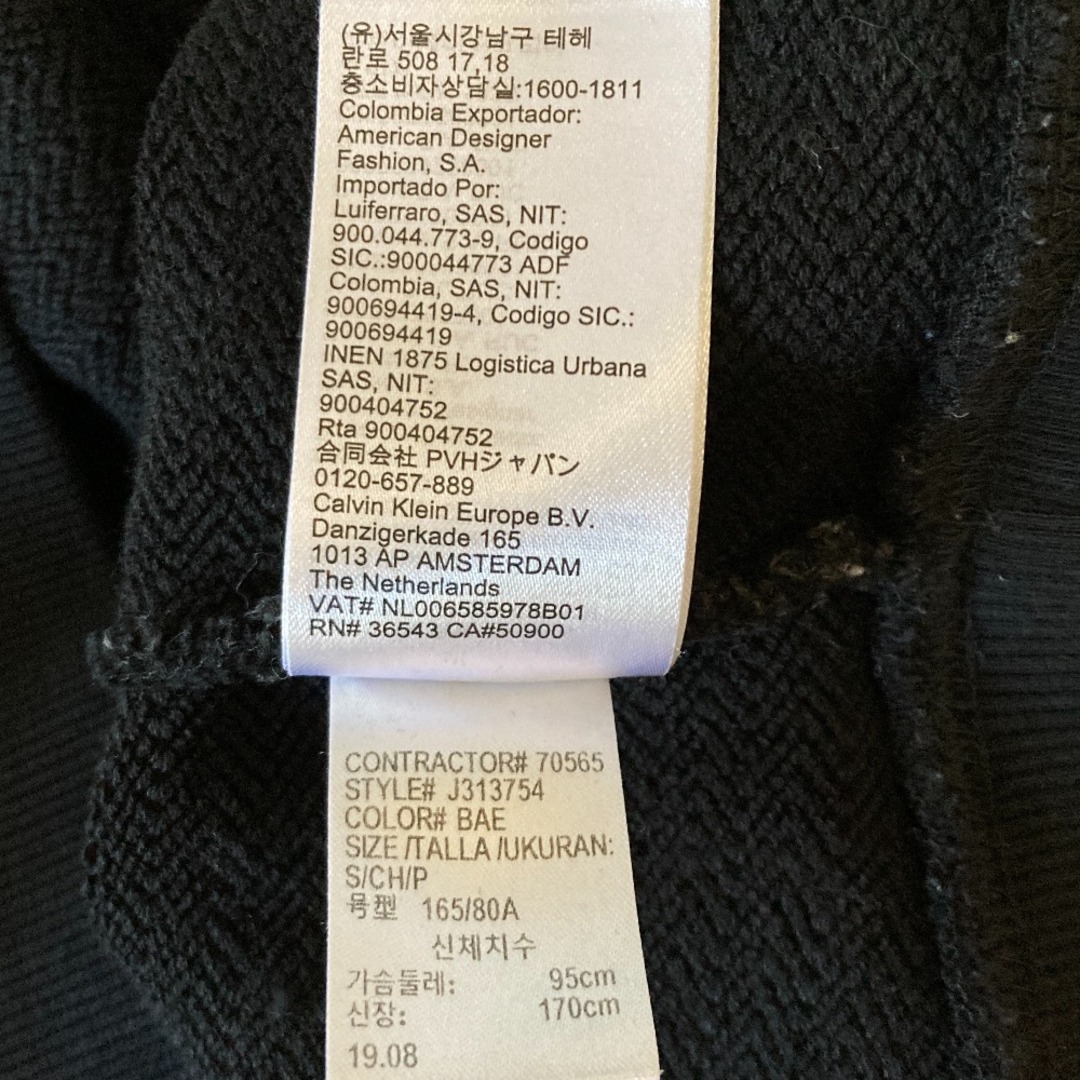 (유)서울시강남구 테헤
란로 508 17,18
층소비자상담실:1600-1811
Colombia Exportador:
American Designer
Fashion, S.A.
Importado Por:
Luiferraro, SAS, NIT:
900.044.773-9, Codigo
SIC.:900044773 ADF
Colombia, SAS, NIT:
900694419-4, Codigo SIC.:
900694419
INEN 1875 Logistica Urbana
SAS, NIT:
900404752
Rta 900404752
合同会社 PVHジャパン
0120-657-889
Calvin Klein Europe B.V.
Danzigerkade 165
1013 AP AMSTERDAM
The Netherlands
VAT# NL006585978B01
RN# 36543 CA#50900
CONTRACTOR# 70565
STYLE# J313754
COLOR# BAE
SIZE /TALLA /UKURAN:
S/CH/P
号型 165/80A
신체치수
가슴둘레: 95cm
신장: 170cm
19.08